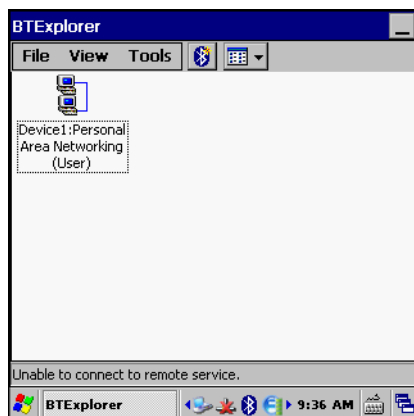 BTExplorer
File View Tools
Device1:Personal
Area Networking
(User)
Unable to connect to remote service.
BTExplorer 9:36 AM